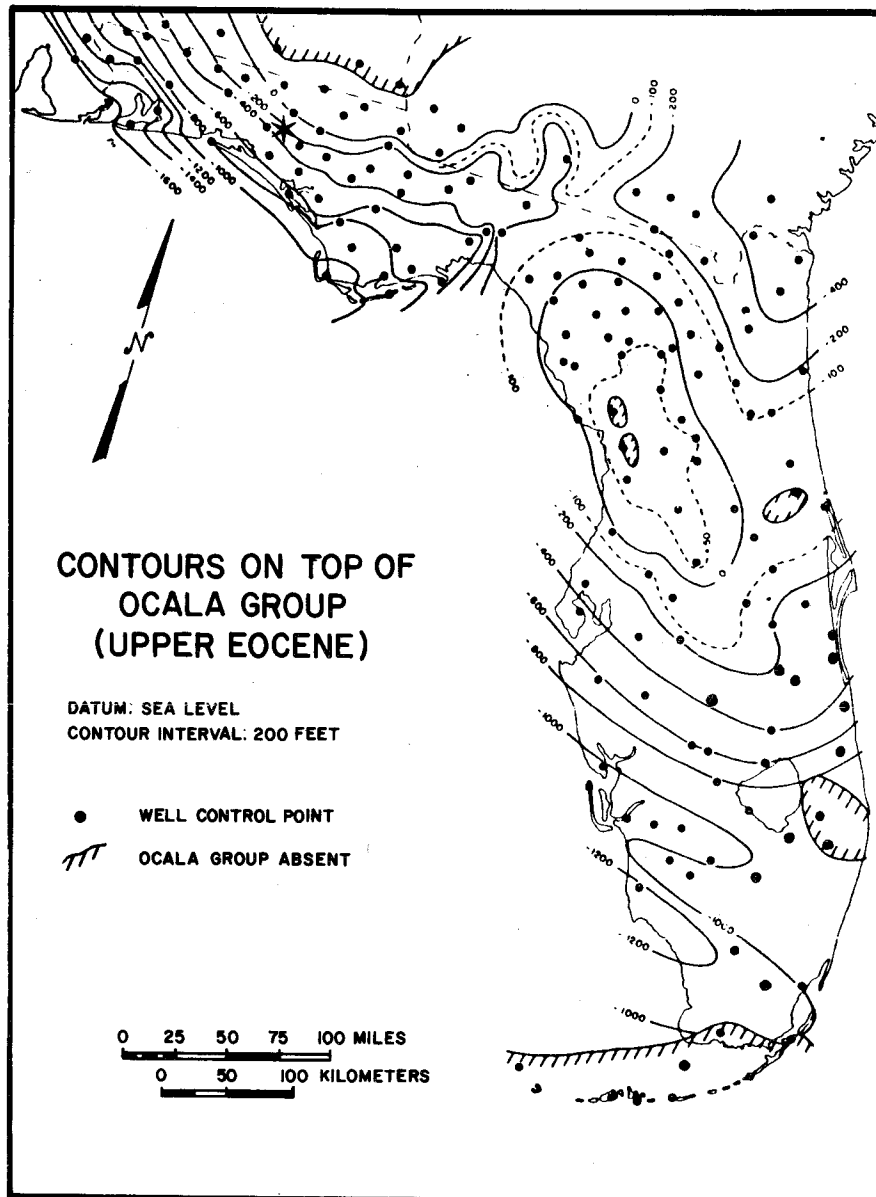 0
-100
-200
0
-200
-400
-600
-800
-1000
-1200
-1400
-1600
N
-400
-200
-100
-100
50
0
-100
-200
-400
-600
-800
-1000
CONTOURS ON TOP OF
OCALA GROUP
(UPPER EOCENE)
DATUM: SEA LEVEL
CONTOUR INTERVAL: 200 FEET
WELL CONTROL POINT
OCALA GROUP ABSENT
-1200
-1000
-1200
-1000
0 25 50 75 100 MILES
0 50 100 KILOMETERS